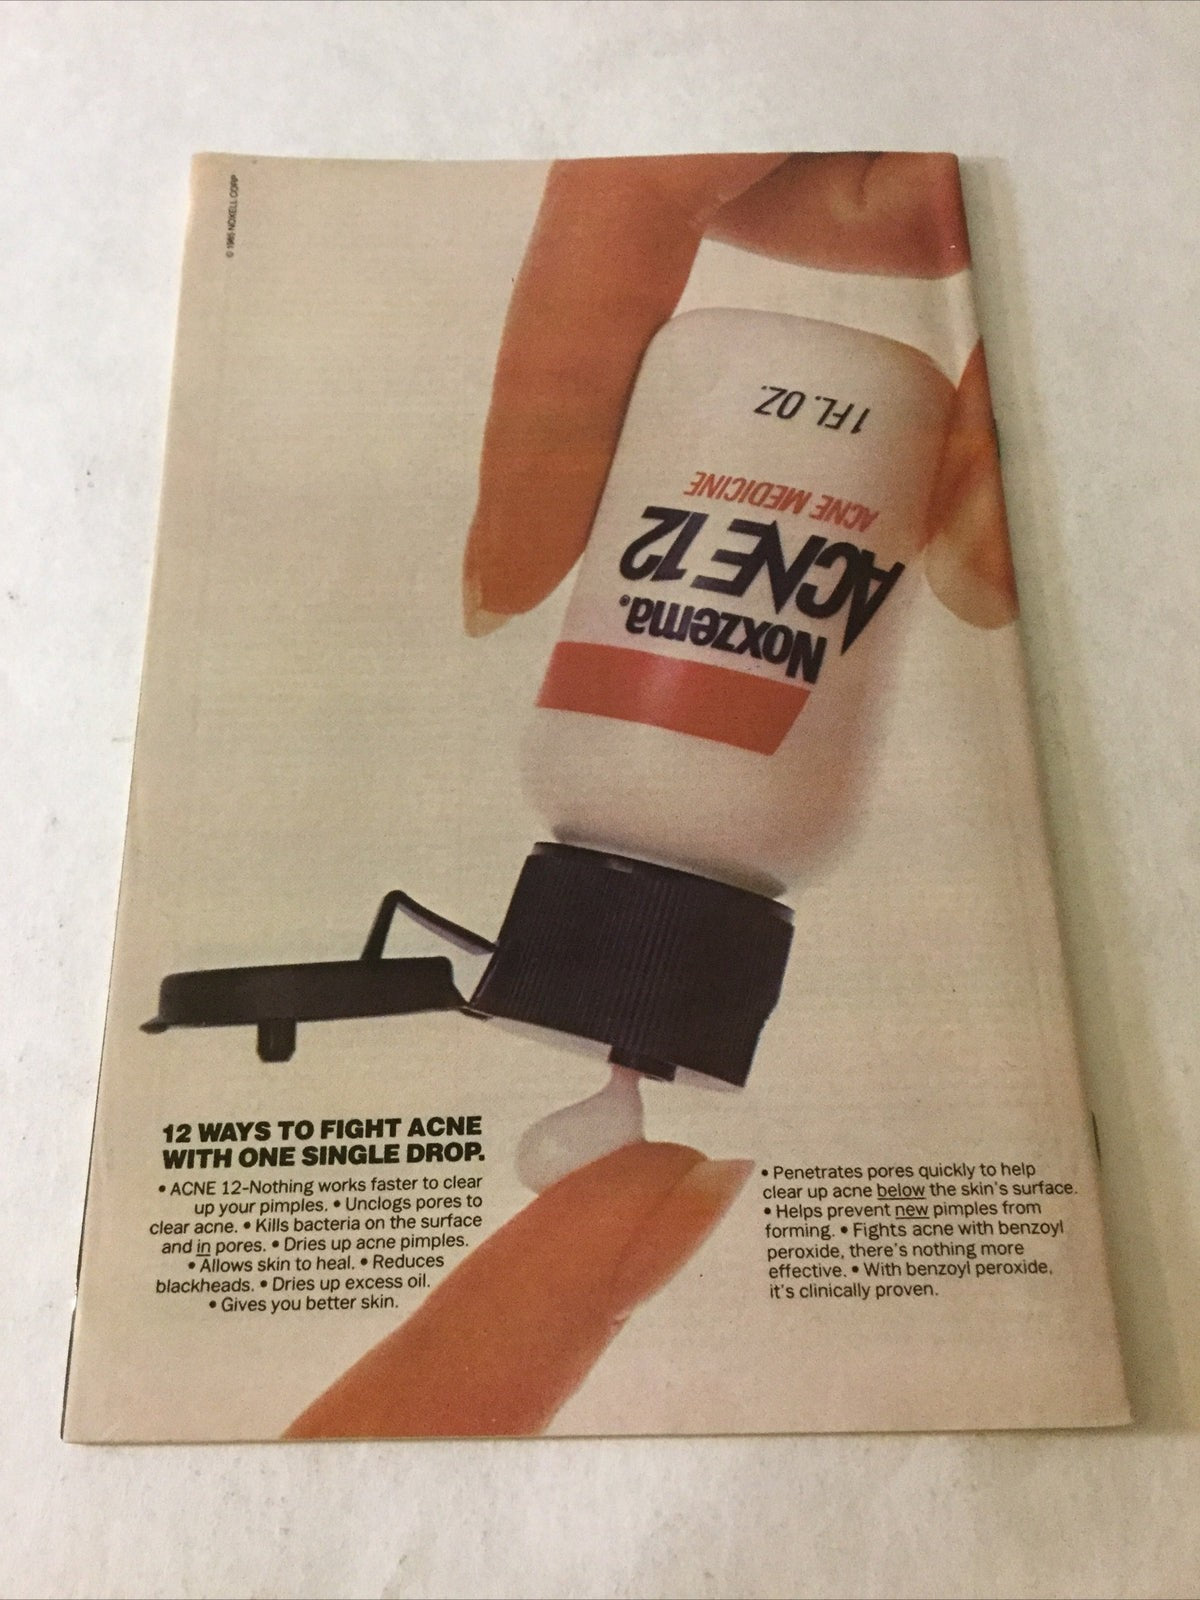 © 1985 NOXELL CORP
1 FL. OZ.
ACNE MEDICINE
ACNE 12
Noxzema®
12 WAYS TO FIGHT ACNE
WITH ONE SINGLE DROP.
• ACNE 12–Nothing works faster to clear
up your pimples. • Unclogs pores to
clear acne. • Kills bacteria on the surface
and in pores. • Dries up acne pimples.
• Allows skin to heal. • Reduces
blackheads. • Dries up excess oil.
• Gives you better skin.
• Penetrates pores quickly to help
clear up acne below the skin's surface.
• Helps prevent new pimples from
forming. • Fights acne with benzoyl
peroxide, there's nothing more
effective. • With benzoyl peroxide,
it's clinically proven.